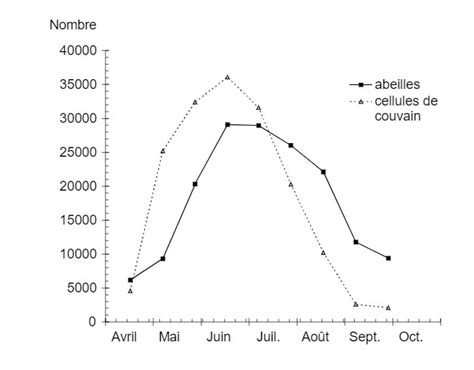 Nombre
40000
35000
30000
25000
20000
15000
10000
5000
0
abeilles
cellules de
couvain
Avril Mai Juin Juil. Août Sept. Oct.